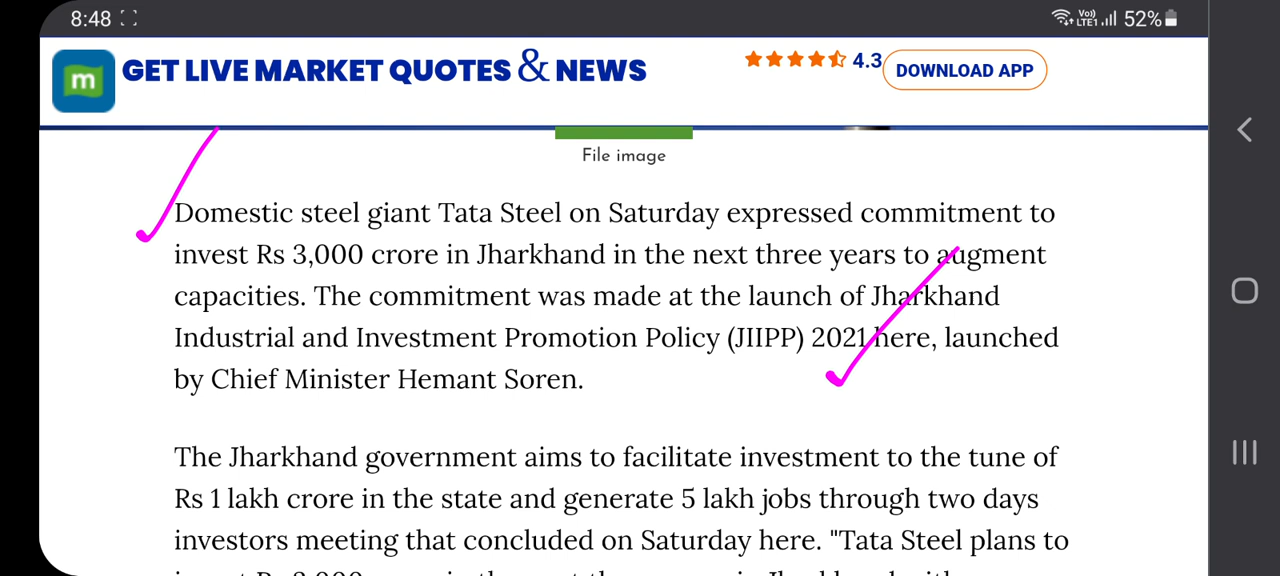 8:48
Vo)) LTE1 52%
m GET LIVE MARKET QUOTES & NEWS 4.3 DOWNLOAD APP
File image
Domestic steel giant Tata Steel on Saturday expressed commitment to
invest Rs 3,000 crore in Jharkhand in the next three years to augment
capacities. The commitment was made at the launch of Jharkhand
Industrial and Investment Promotion Policy (JIIPP) 2021 here, launched
by Chief Minister Hemant Soren.
The Jharkhand government aims to facilitate investment to the tune of
Rs 1 lakh crore in the state and generate 5 lakh jobs through two days
investors meeting that concluded on Saturday here. "Tata Steel plans to